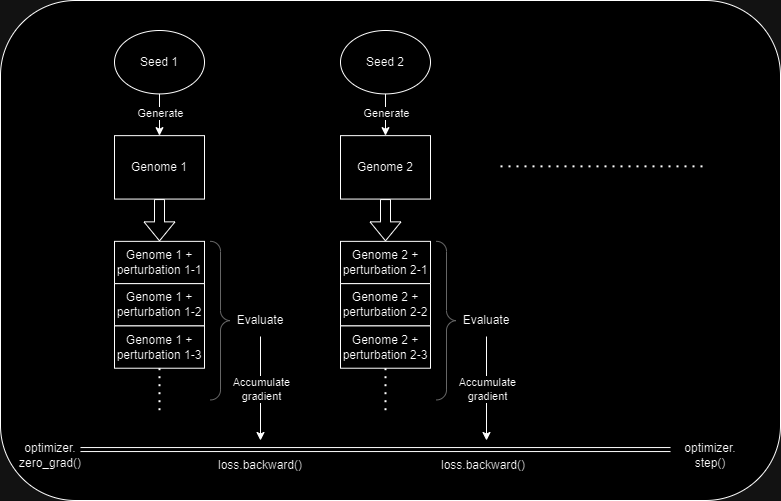 Seed 1
Seed 2
Generate
Generate
Genome 1
Genome 2
Genome 1 +
perturbation 1-1
Genome 1 +
perturbation 1-2
Genome 1 +
perturbation 1-3
Evaluate
Accumulate
gradient
Genome 2 +
perturbation 2-1
Genome 2 +
perturbation 2-2
Genome 2 +
perturbation 2-3
Evaluate
Accumulate
gradient
optimizer.
zero_grad()
loss.backward()
loss.backward()
optimizer.
step()